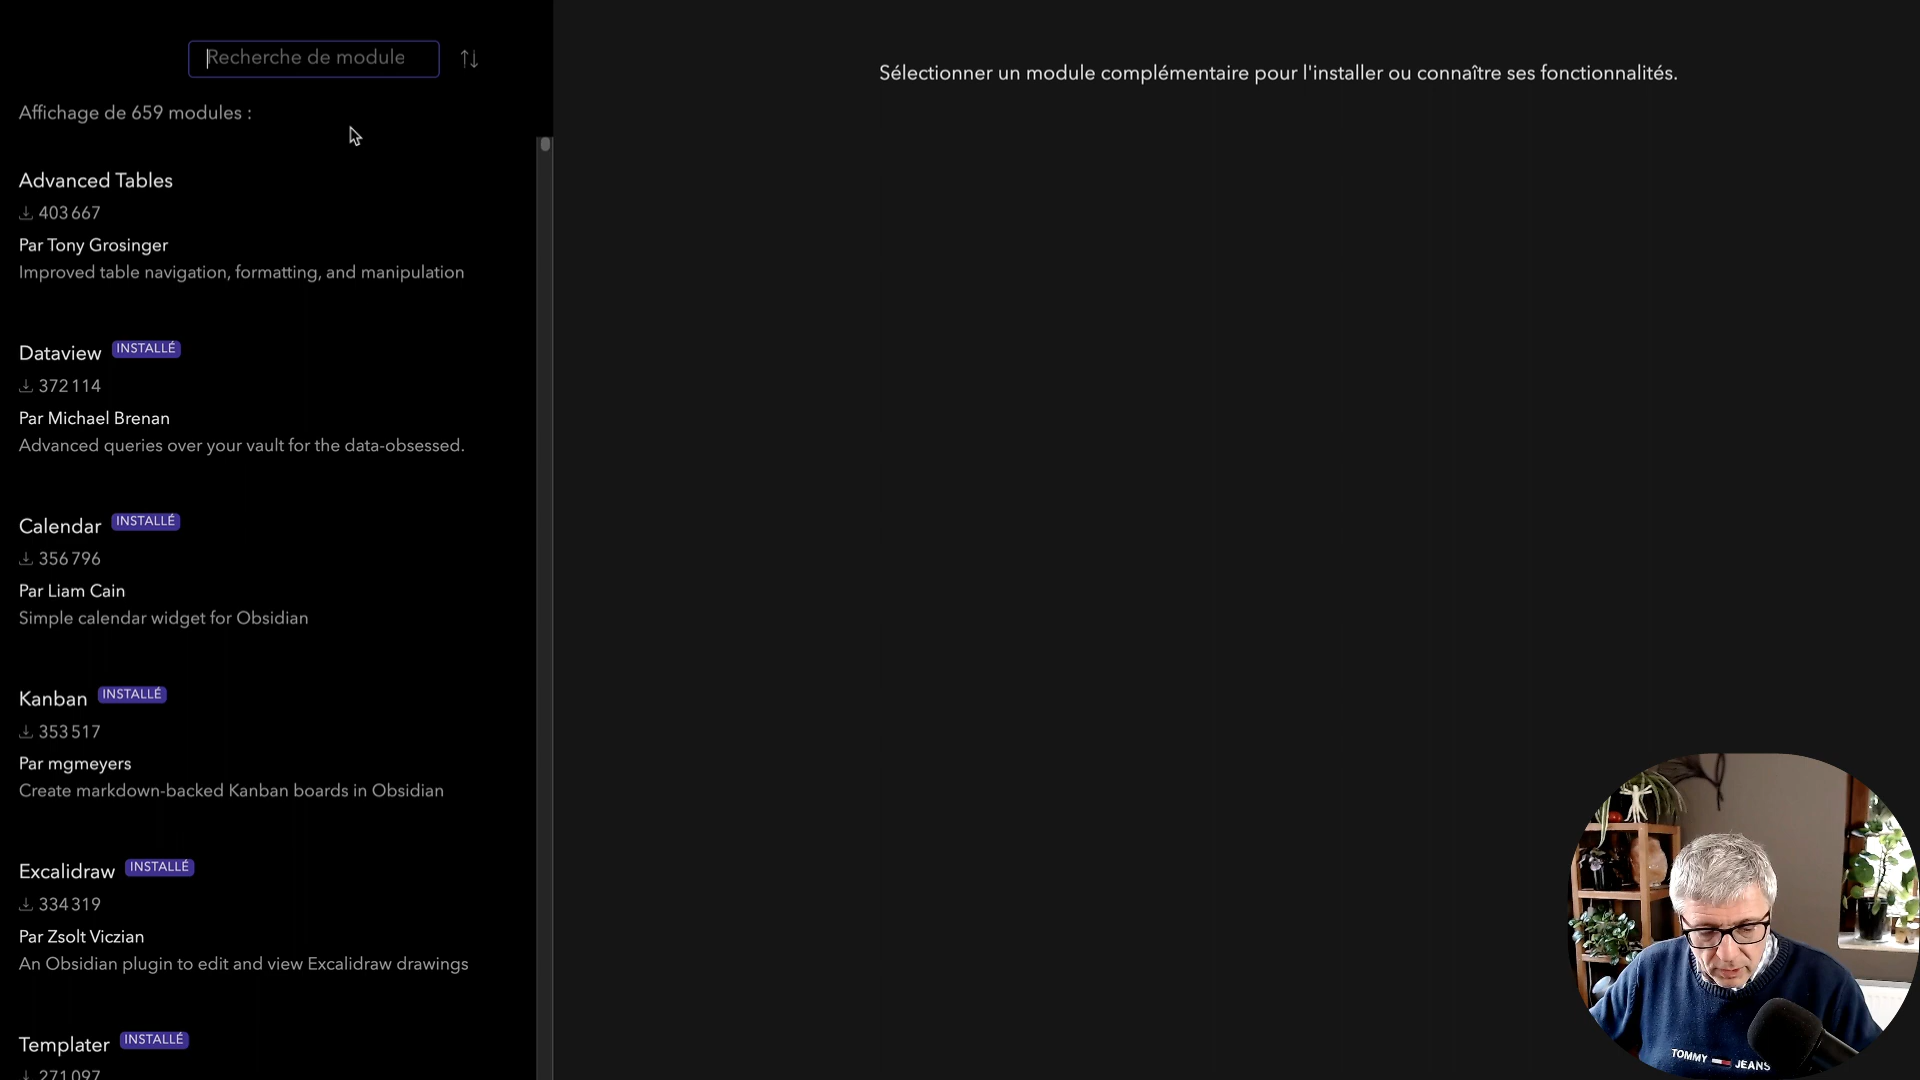 Recherche de module
Affichage de 659 modules :
Sélectionner un module complémentaire pour l'installer ou connaître ses fonctionnalités.
Advanced Tables
403 667
Par Tony Grosinger
Improved table navigation, formatting, and manipulation
Dataview INSTALLÉ
372 114
Par Michael Brenan
Advanced queries over your vault for the data-obsessed.
Calendar INSTALLÉ
356 796
Par Liam Cain
Simple calendar widget for Obsidian
Kanban INSTALLÉ
353 517
Par mgmeyers
Create markdown-backed Kanban boards in Obsidian
Excalidraw INSTALLÉ
334 319
Par Zsolt Viczian
An Obsidian plugin to edit and view Excalidraw drawings
Templater INSTALLÉ
271 097
TOMMY JEANS